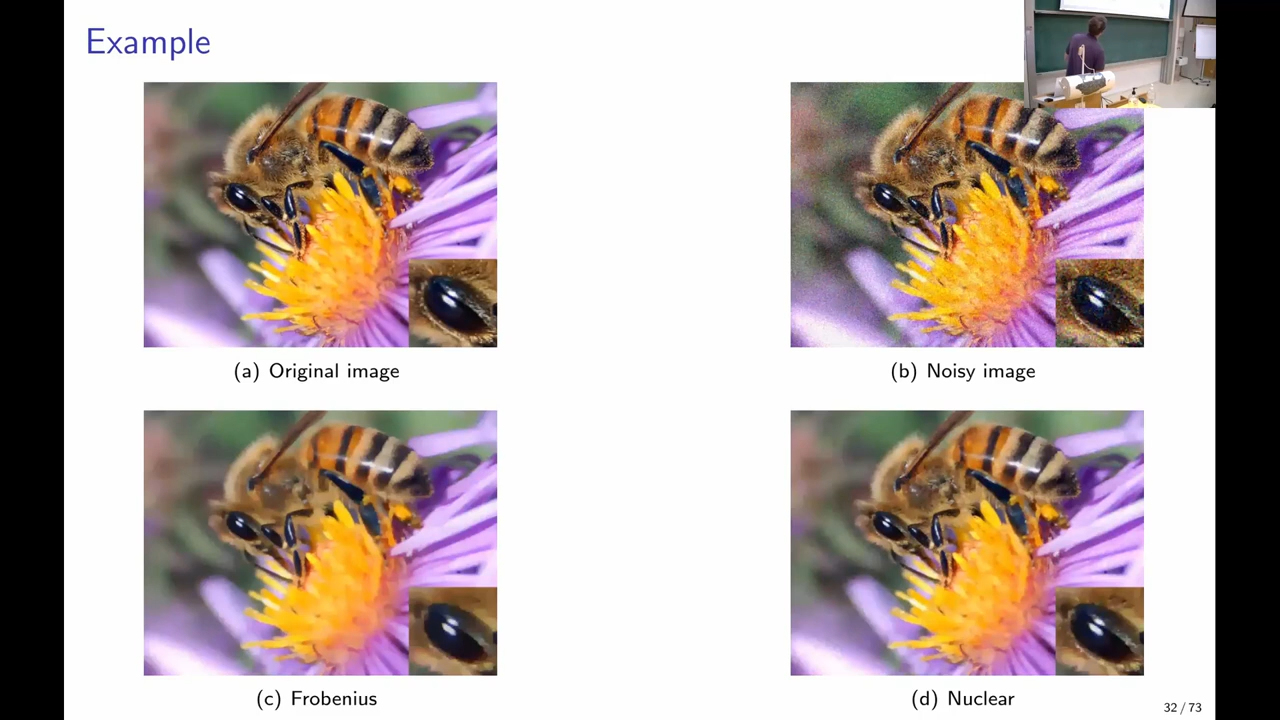 Example
(a) Original image
(b) Noisy image
(c) Frobenius
(d) Nuclear
32 / 73